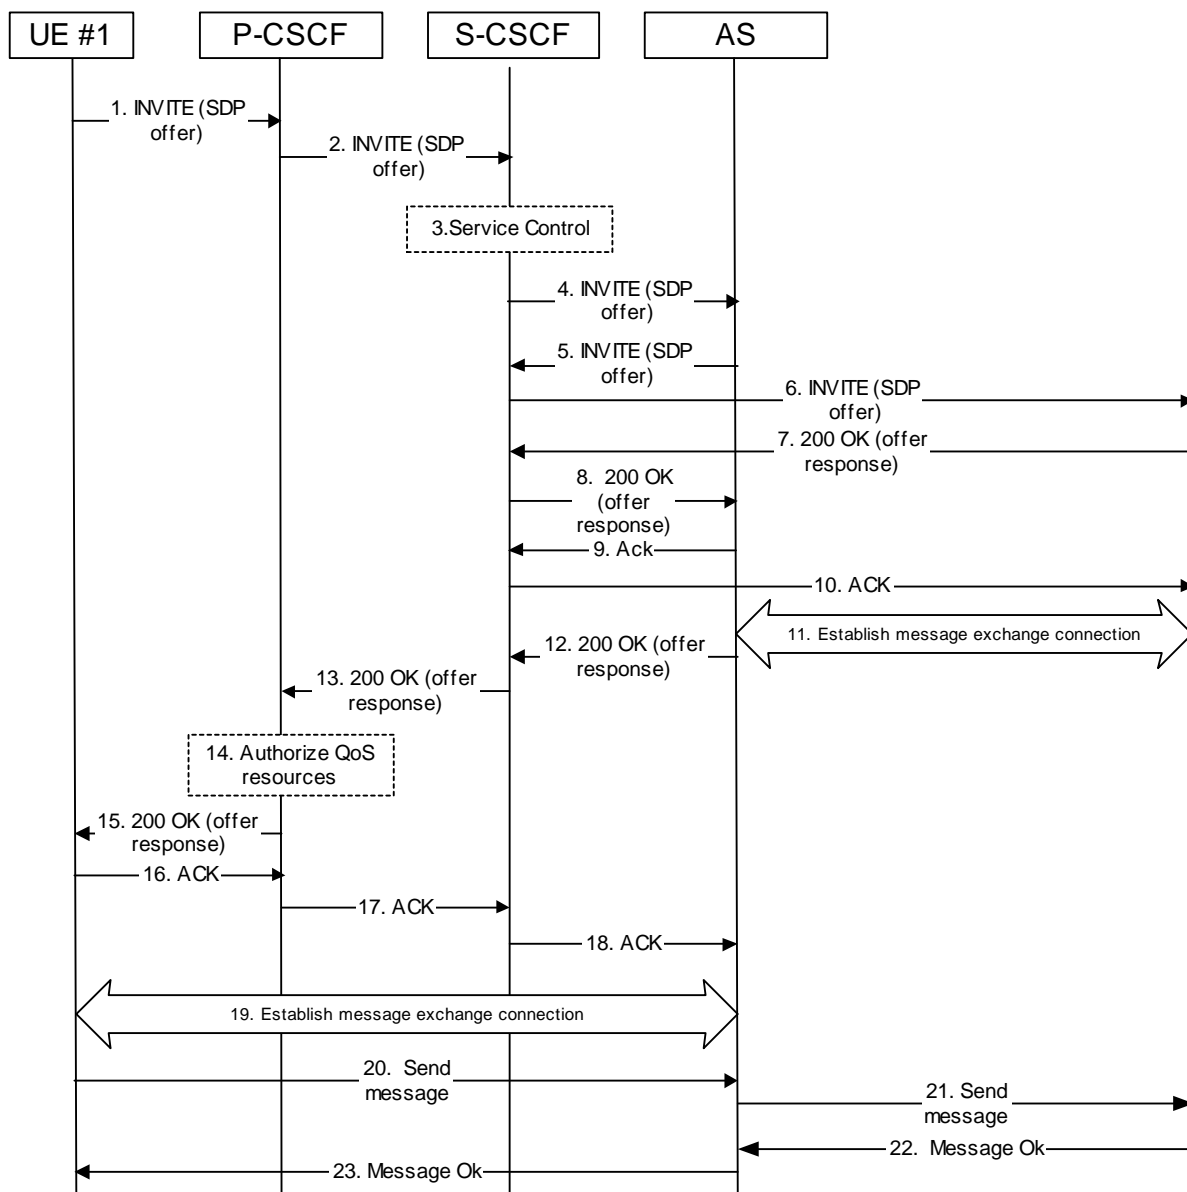 UE #1
P-CSCF
S-CSCF
AS
1. INVITE (SDP
offer)
2. INVITE (SDP
offer)
3.Service Control
4. INVITE (SDP
offer)
5. INVITE (SDP
offer)
6. INVITE (SDP
offer)
7. 200 OK (offer
response)
8. 200 OK
(offer
response)
9. Ack
10. ACK
11. Establish message exchange connection
12. 200 OK (offer
response)
13. 200 OK (offer
response)
14. Authorize QoS
resources
15. 200 OK (offer
response)
16. ACK
17. ACK
18. ACK
19. Establish message exchange connection
20. Send
message
21. Send
message
22. Message Ok
23. Message Ok